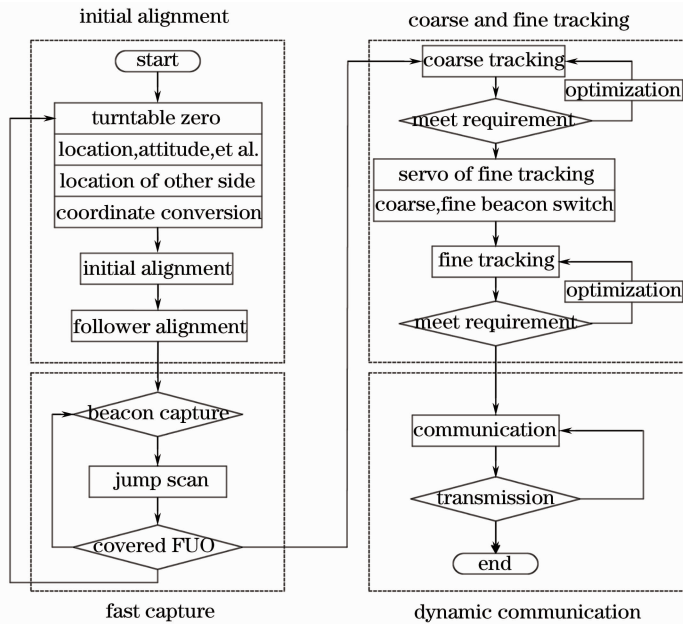 initial alignment
start
turntable zero
location,attitude,et al.
location of other side
coordinate conversion
initial alignment
follower alignment
beacon capture
jump scan
covered FUO
fast capture
coarse and fine tracking
coarse tracking
optimization
meet requirement
servo of fine tracking
coarse,fine beacon switch
fine tracking
optimization
meet requirement
communication
transmission
end
dynamic communication